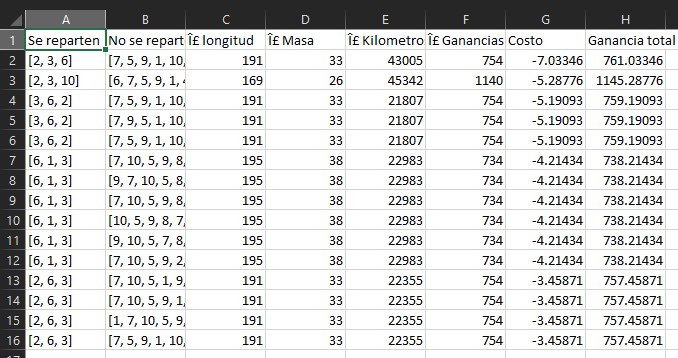 A B C D E F G H
1 Se reparten No se repart Î£ longitud Î£ Masa Î£ Kilometro Î£ Ganancias Costo Ganancia total
2 [2, 3, 6] [7, 5, 9, 1, 10, 191 33 43005 754 -7.03346 761.03346
3 [2, 3, 10] [6, 7, 5, 9, 1, 169 26 45342 1140 -5.28776 1145.28776
4 [3, 6, 2] [7, 5, 9, 1, 10, 191 33 21807 754 -5.19093 759.19093
5 [3, 6, 2] [7, 9, 5, 1, 10, 191 33 21807 754 -5.19093 759.19093
6 [3, 6, 2] [7, 5, 9, 1, 10, 191 33 21807 754 -5.19093 759.19093
7 [6, 1, 3] [7, 10, 5, 9, 8, 195 38 22983 734 -4.21434 738.21434
8 [6, 1, 3] [9, 7, 10, 5, 8, 195 38 22983 734 -4.21434 738.21434
9 [6, 1, 3] [7, 10, 5, 9, 8, 195 38 22983 734 -4.21434 738.21434
10 [6, 1, 3] [10, 5, 9, 8, 7, 195 38 22983 734 -4.21434 738.21434
11 [6, 1, 3] [9, 10, 5, 7, 8, 195 38 22983 734 -4.21434 738.21434
12 [6, 1, 3] [7, 10, 5, 9, 2, 195 38 22983 734 -4.21434 738.21434
13 [2, 6, 3] [7, 10, 5, 1, 9, 191 33 22355 754 -3.45871 757.45871
14 [2, 6, 3] [7, 10, 5, 9, 1, 191 33 22355 754 -3.45871 757.45871
15 [2, 6, 3] [1, 7, 10, 5, 9, 191 33 22355 754 -3.45871 757.45871
16 [2, 6, 3] [7, 5, 9, 1, 10, 191 33 22355 754 -3.45871 757.45871